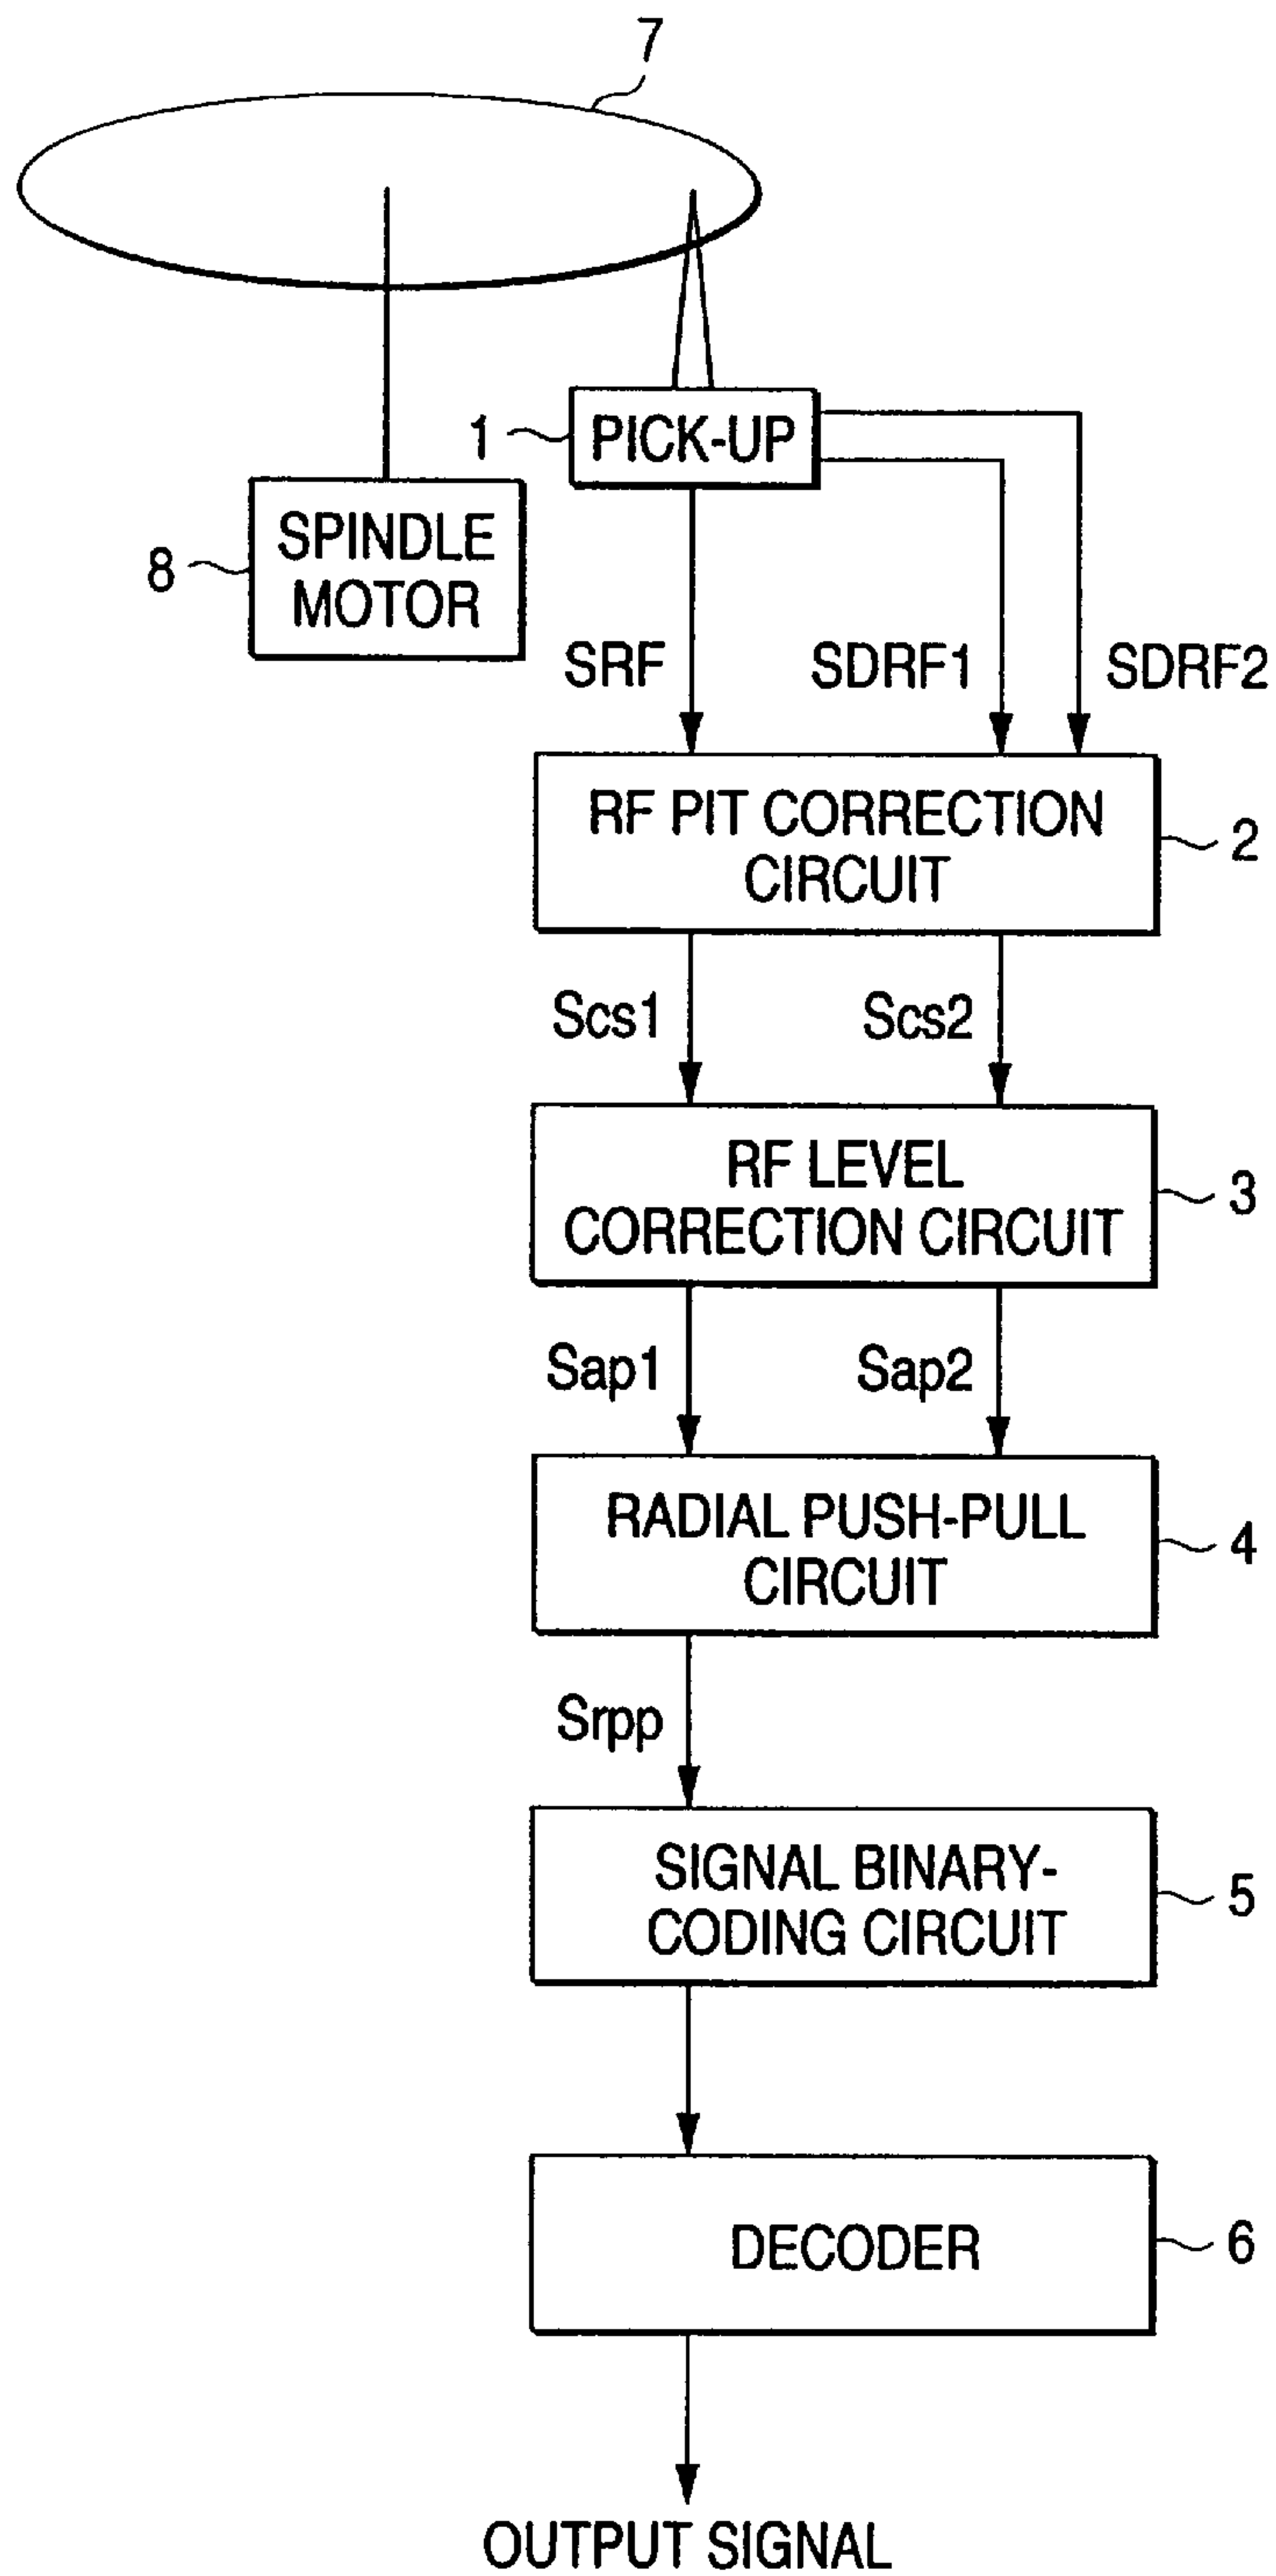 7
1
PICK-UP
SPINDLE
MOTOR
8
SRF
SDRF1
SDRF2
RF PIT CORRECTION
CIRCUIT
2
Scs1
Scs2
RF LEVEL
CORRECTION CIRCUIT
3
Sap1
Sap2
RADIAL PUSH-PULL
CIRCUIT
4
Srpp
SIGNAL BINARY-
CODING CIRCUIT
5
DECODER
6
OUTPUT SIGNAL